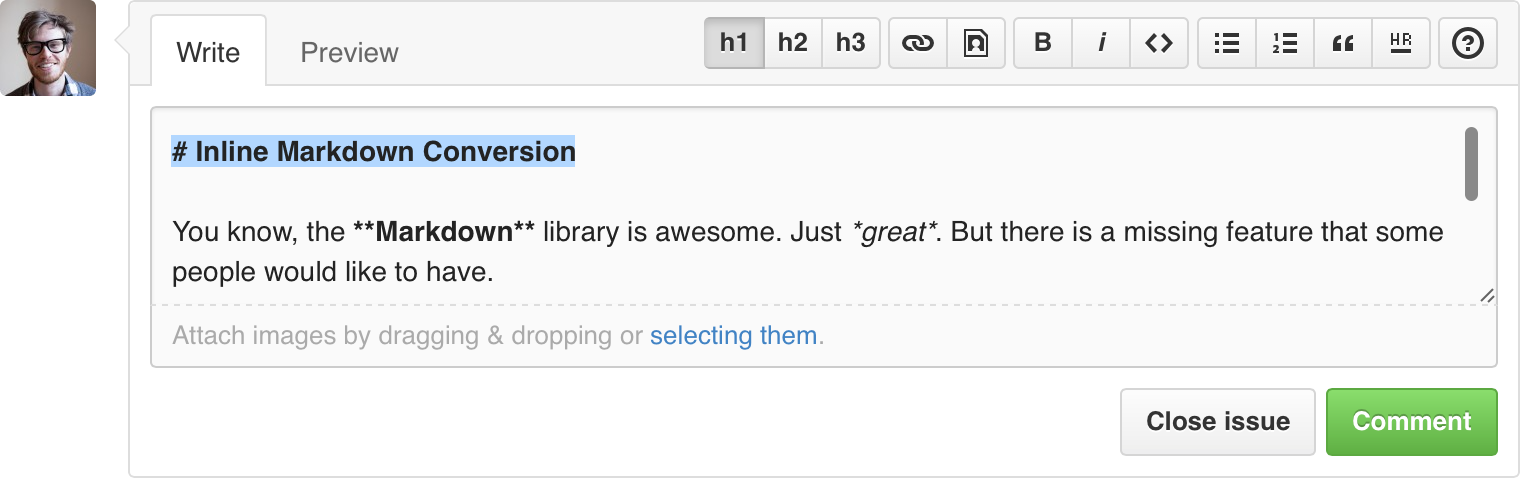 Write
Preview
h1 h2 h3
B i <>
HR
?
# Inline Markdown Conversion
You know, the **Markdown** library is awesome. Just *great*. But there is a missing feature that some
people would like to have.
Attach images by dragging & dropping or selecting them.
Close issue
Comment